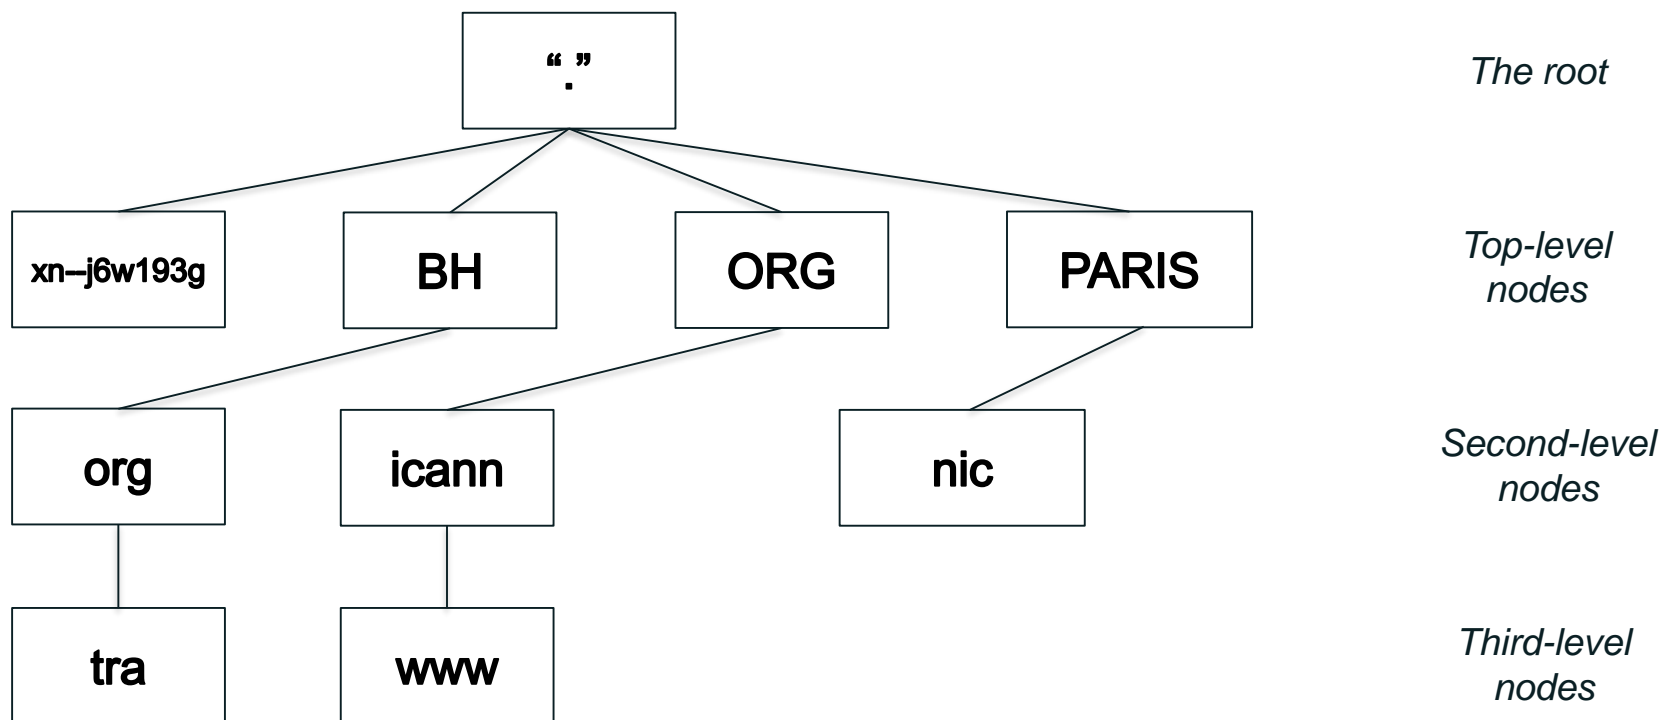 “.”
The root
xn--j6w193g
BH
ORG
PARIS
Top-level
nodes
org
icann
nic
Second-level
nodes
tra
www
Third-level
nodes